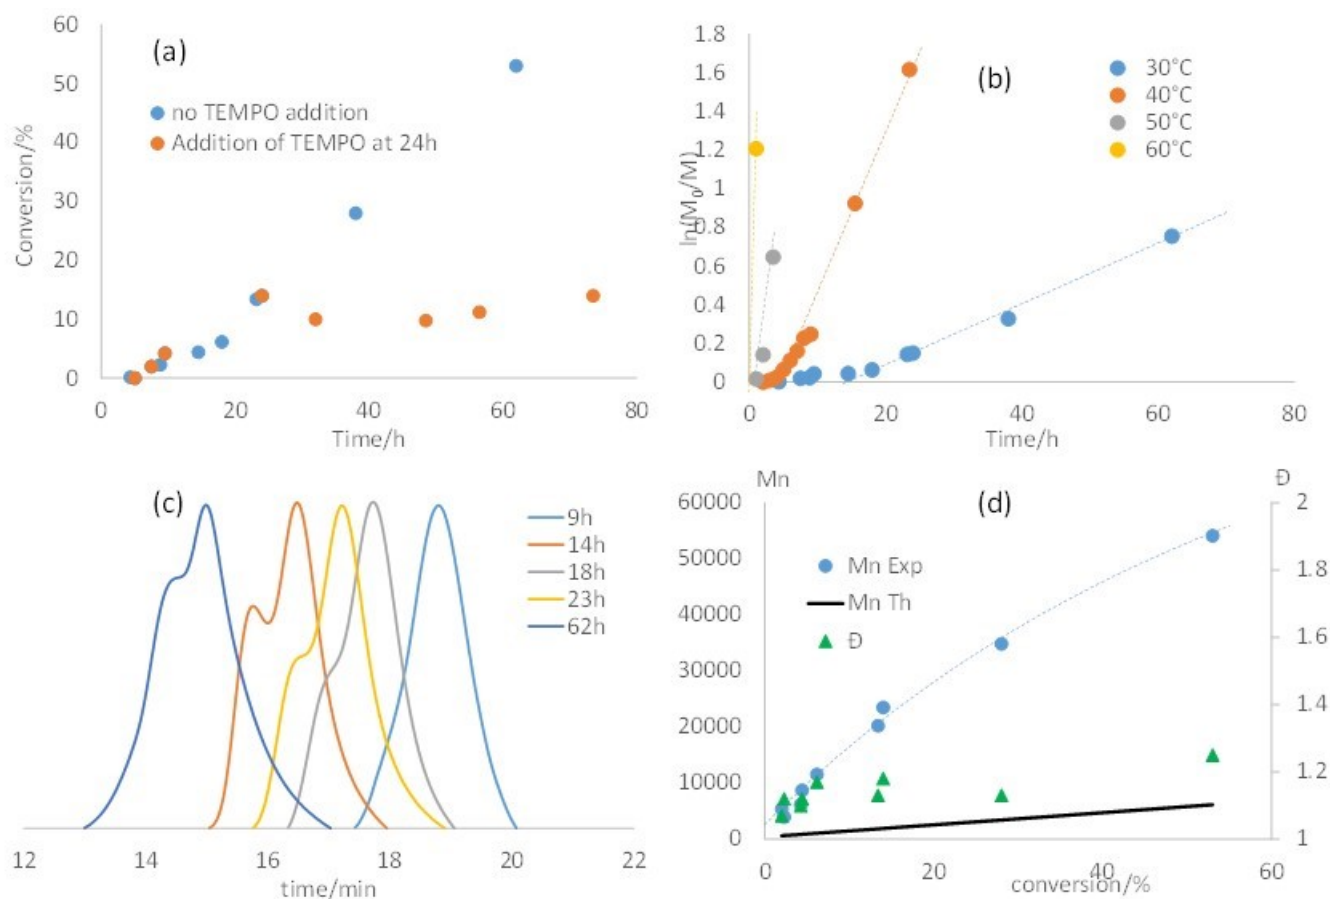 (a)
60
50
40
30
20
10
0
Conversion/%
no TEMPO addition
Addition of TEMPO at 24h
0 20 40 60 80
Time/h
(b)
1.8
1.6
1.4
1.2
1
0.8
0.6
0.4
0.2
0
ln(M0/M)
30°C
40°C
50°C
60°C
0 20 40 60 80
Time/h
(c)
9h
14h
18h
23h
62h
12 14 16 18 20 22
time/min
(d)
Mn
Đ
60000
50000
40000
30000
20000
10000
0
Mn Exp
Mn Th
Đ
2
1.8
1.6
1.4
1.2
1
0 20 40 60
conversion/%